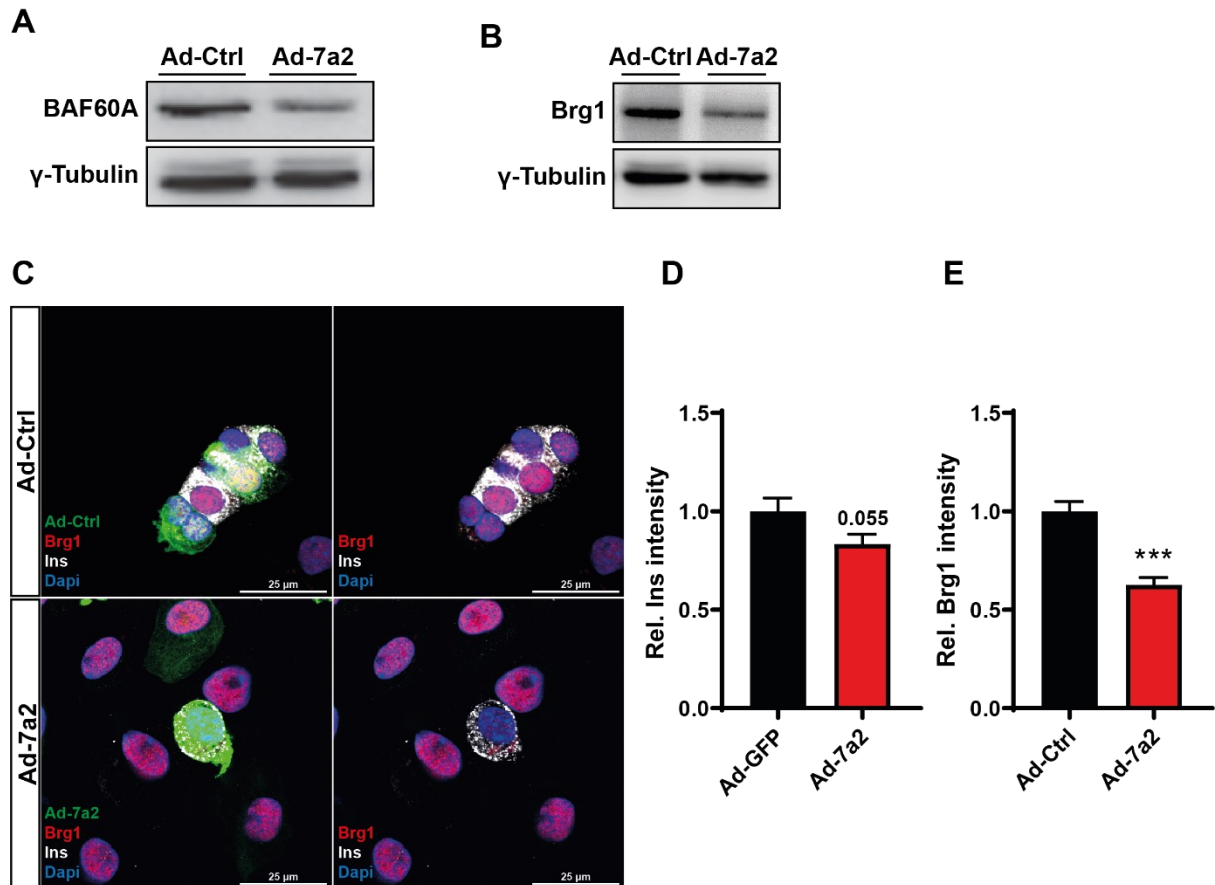 A
Ad-Ctrl Ad-7a2
BAF60A
γ-Tubulin
B
Ad-Ctrl Ad-7a2
Brg1
γ-Tubulin
C
Ad-Ctrl
Ad-Ctrl
Brg1
Ins
Dapi
25 µm
Brg1
Ins
Dapi
25 µm
Ad-7a2
Ad-7a2
Brg1
Ins
Dapi
25 µm
Brg1
Ins
Dapi
25 µm
D
Rel. Ins intensity
1.5
1.0
0.5
0.0
0.055
Ad-GFP
Ad-7a2
E
Rel. Brg1 intensity
1.5
1.0
0.5
0.0
***
Ad-Ctrl
Ad-7a2